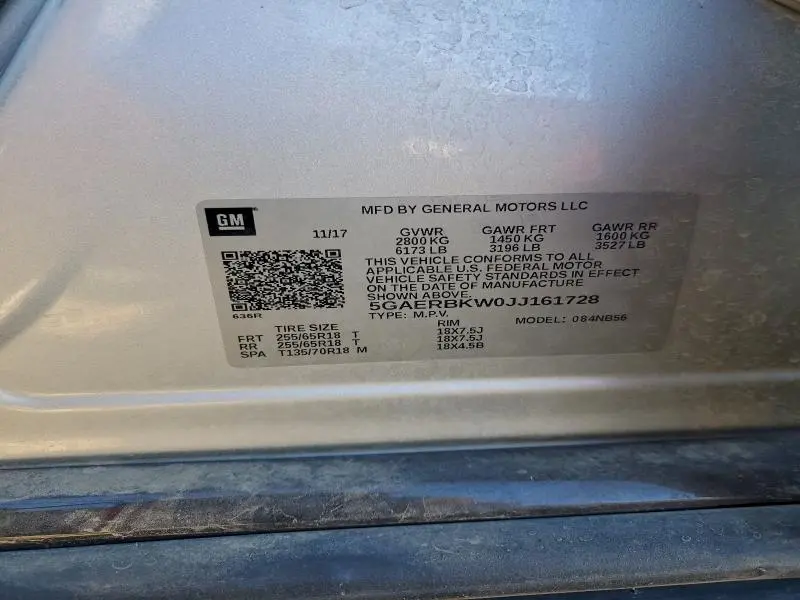 GM
MFD BY GENERAL MOTORS LLC
11/17 GVWR GAWR FRT GAWR RR
2800 KG 1450 KG 1600 KG
6173 LB 3196 LB 3527 LB
THIS VEHICLE CONFORMS TO ALL
APPLICABLE U.S. FEDERAL MOTOR
VEHICLE SAFETY STANDARDS IN EFFECT
ON THE DATE OF MANUFACTURE
SHOWN ABOVE.
5GAERBKW0JJ161728
TYPE: M.P.V. MODEL: 084NB56
636R
TIRE SIZE RIM
FRT 255/65R18 T 18X7.5J
RR 255/65R18 T 18X7.5J
SPA T135/70R18 M 18X4.5B